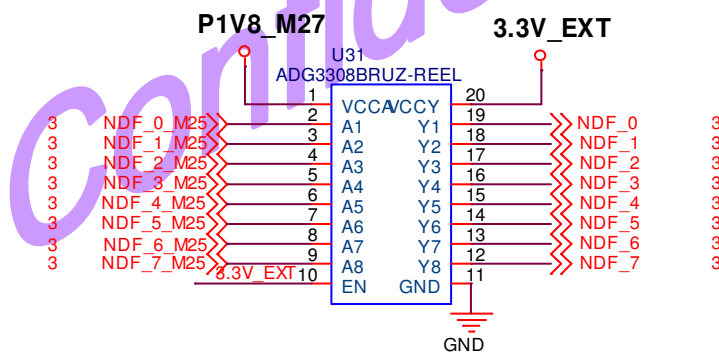 P1V8_M27 3.3V_EXT
U31
ADG3308BRUZ-REEL
1 VCCA VCCY 20
3 NDF_0_M25 2 A1 Y1 19 NDF_0 3
3 NDF_1_M25 3 A2 Y2 18 NDF_1 3
3 NDF_2_M25 4 A3 Y3 17 NDF_2 3
3 NDF_3_M25 5 A4 Y4 16 NDF_3 3
3 NDF_4_M25 6 A5 Y5 15 NDF_4 3
3 NDF_5_M25 7 A6 Y6 14 NDF_5 3
3 NDF_6_M25 8 A7 Y7 13 NDF_6 3
3 NDF_7_M25 9 A8 Y8 12 NDF_7 3
3.3V_EXT 10 EN GND 11
GND